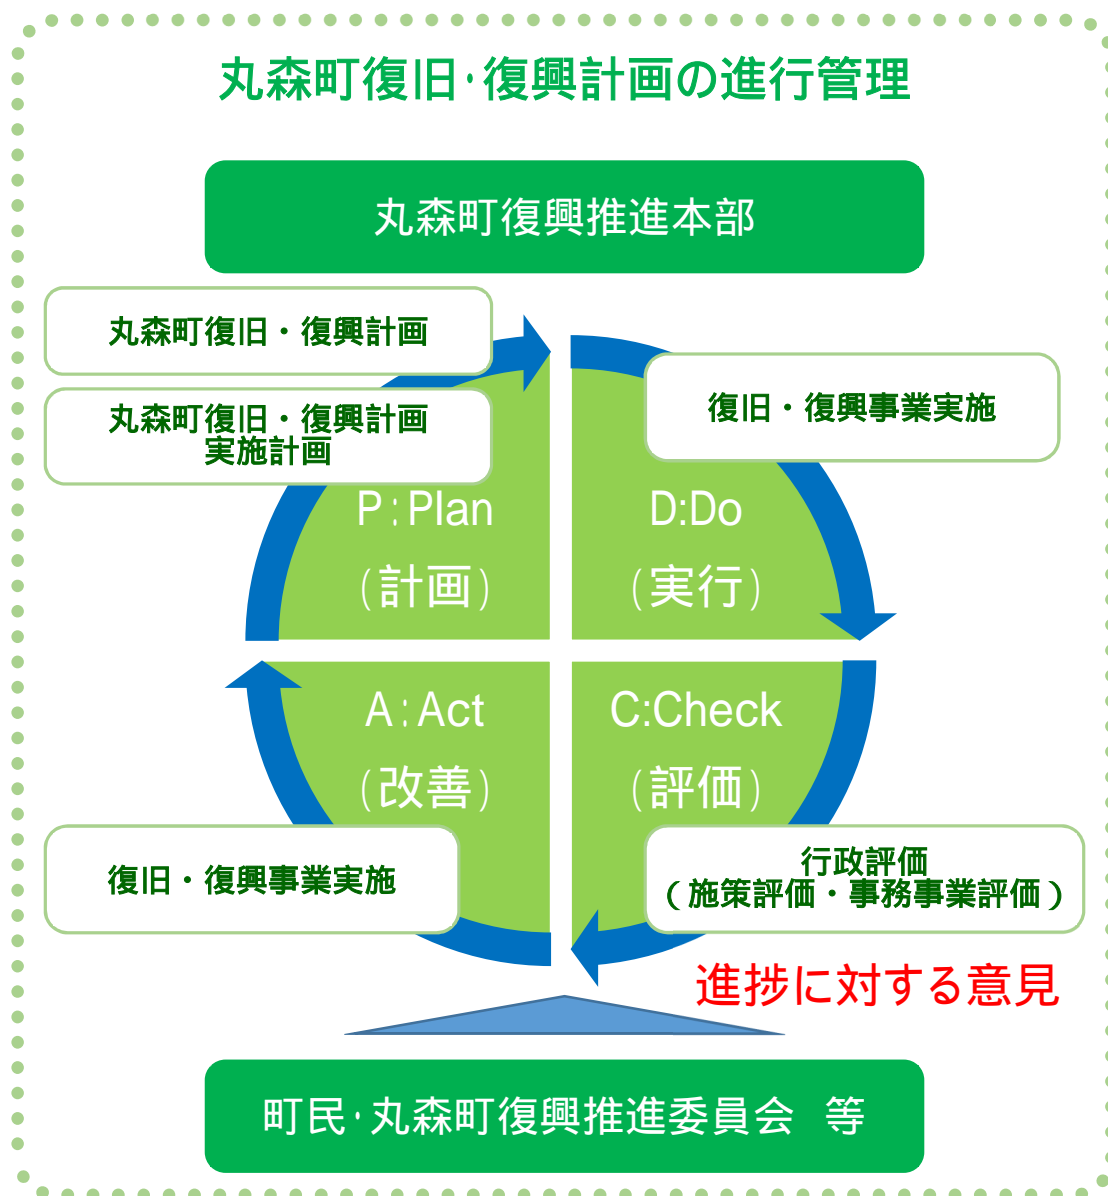 丸森町復旧・復興計画の進行管理
丸森町復興推進本部
丸森町復旧・復興計画
丸森町復旧・復興計画
実施計画
復旧・復興事業実施
P:Plan
(計画)
D:Do
(実行)
A:Act
(改善)
C:Check
(評価)
復旧・復興事業実施
行政評価
(施策評価・事務事業評価)
進捗に対する意見
町民・丸森町復興推進委員会　等